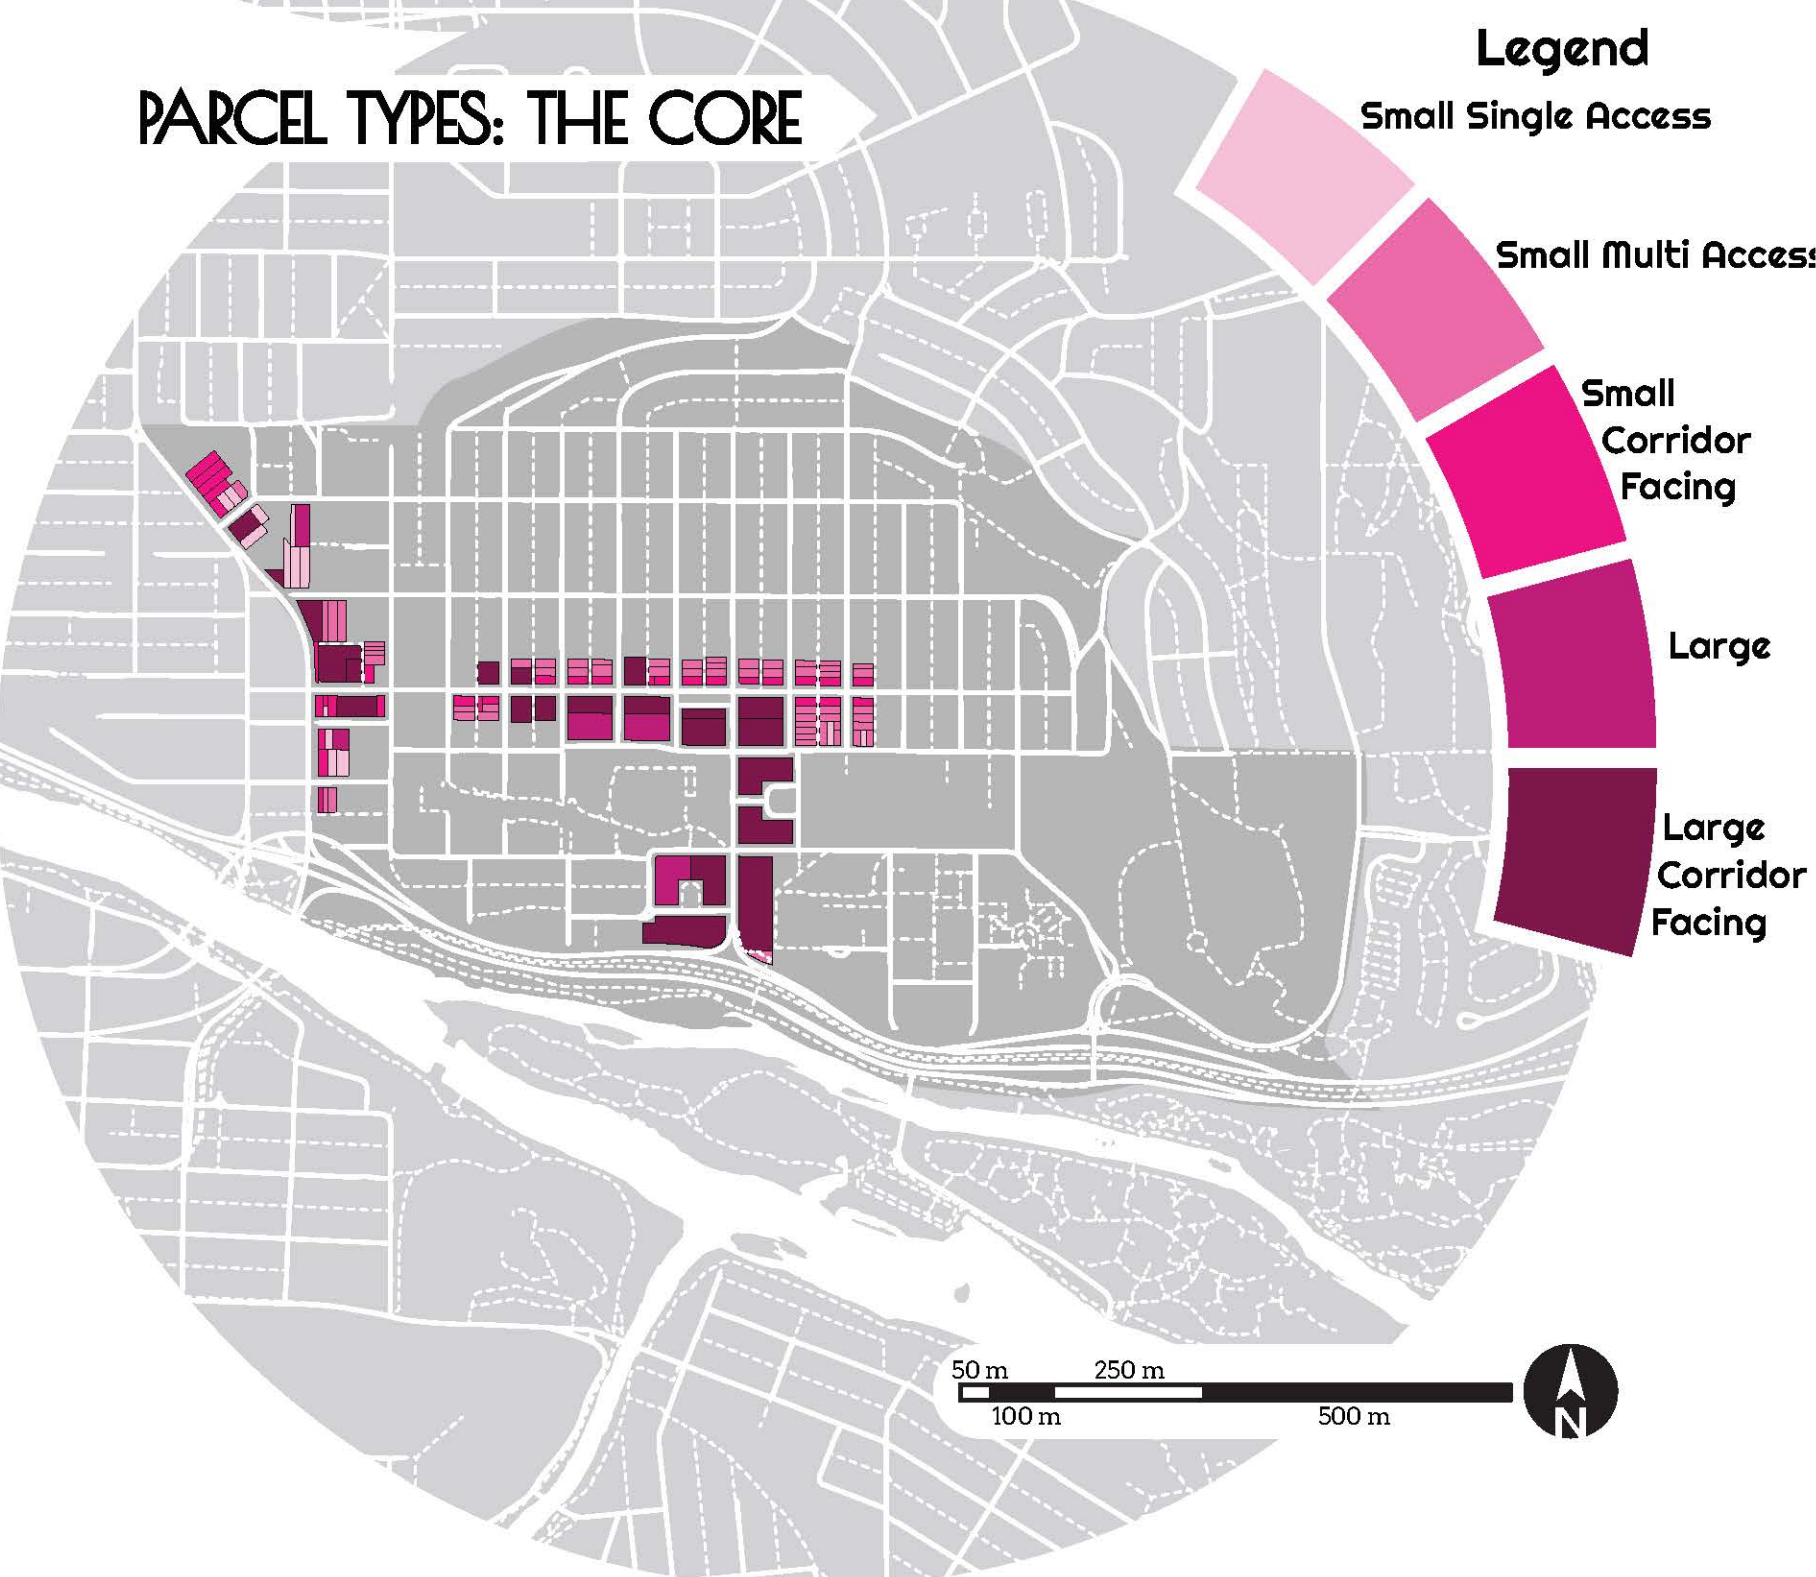 PARCEL TYPES: THE CORE
Legend
Small Single Access
Small Multi Access
Small
Corridor
Facing
Large
Large
Corridor
Facing
50 m
250 m
100 m
500 m
N